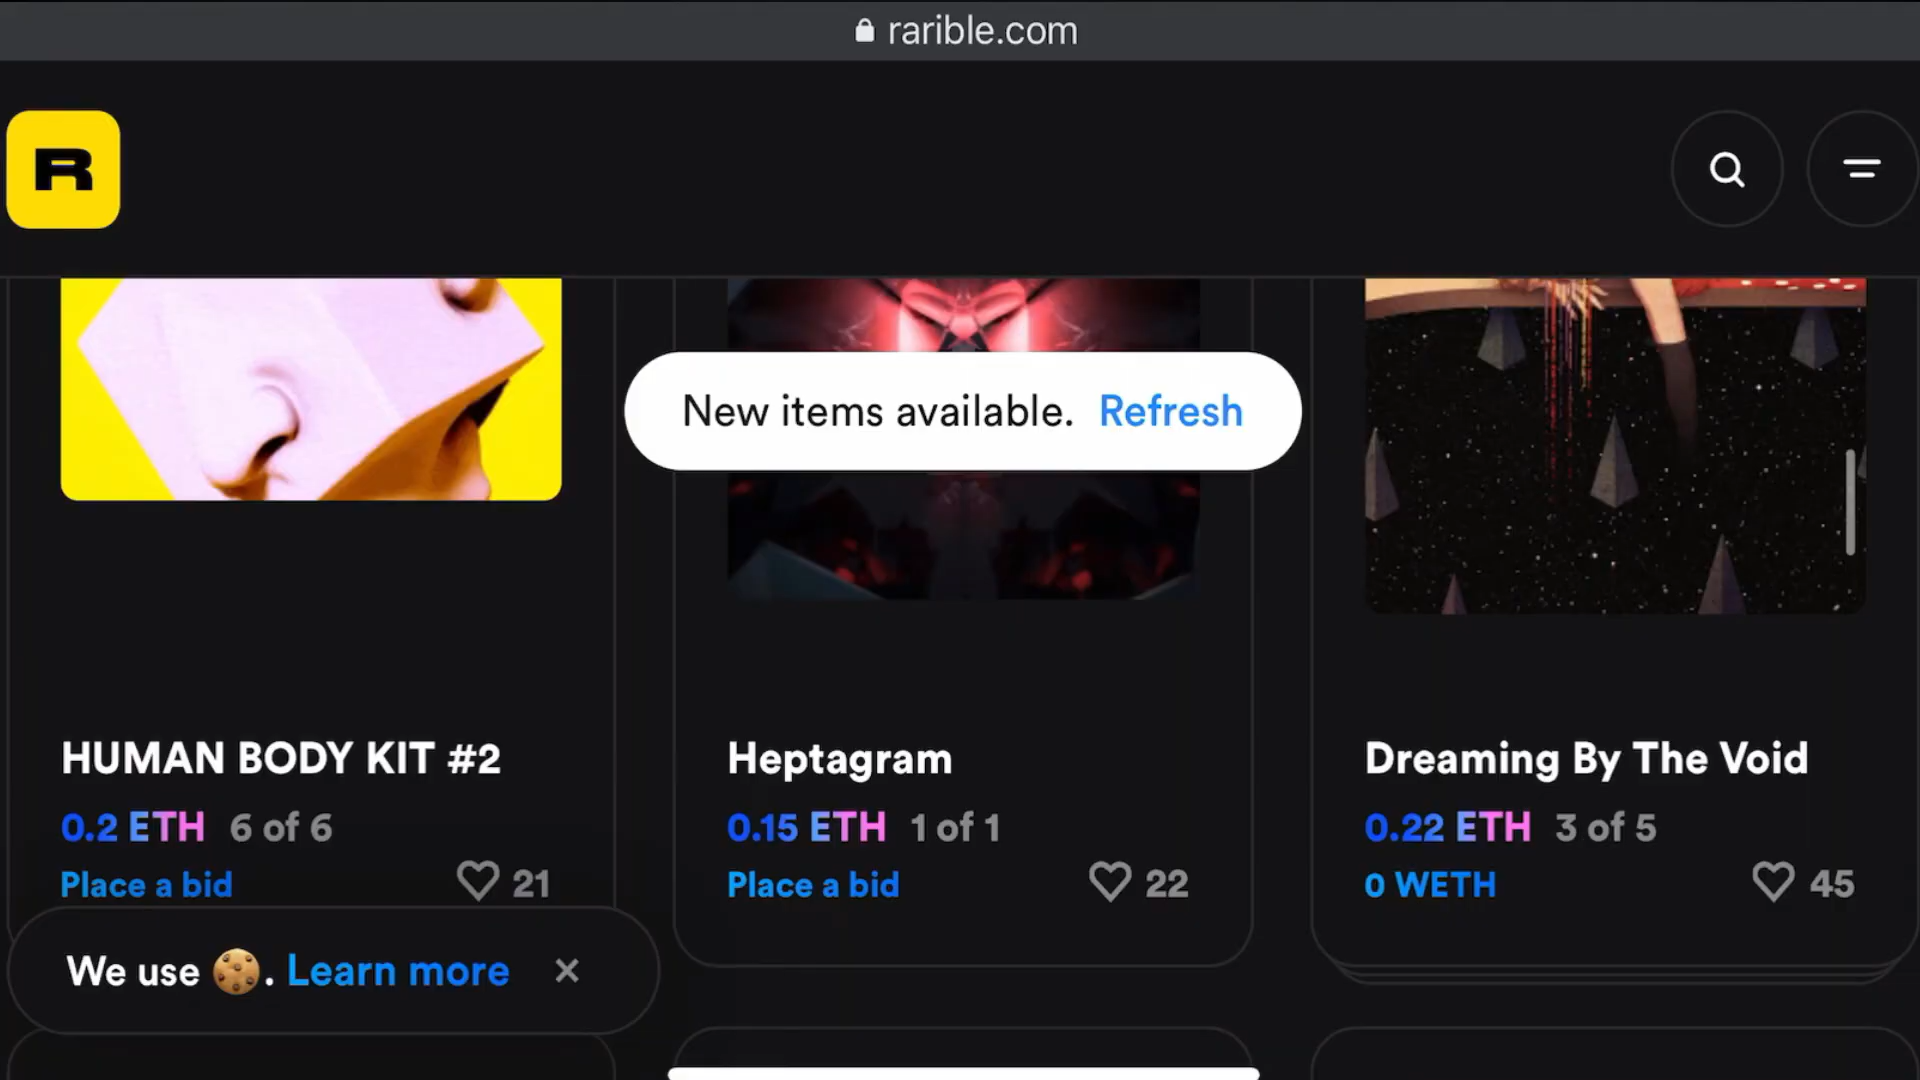 rarible.com
R
New items available. Refresh
HUMAN BODY KIT #2
0.2 ETH 6 of 6
Place a bid 21
Heptagram
0.15 ETH 1 of 1
Place a bid 22
Dreaming By The Void
0.22 ETH 3 of 5
0 WETH 45
We use 🍪. Learn more ×